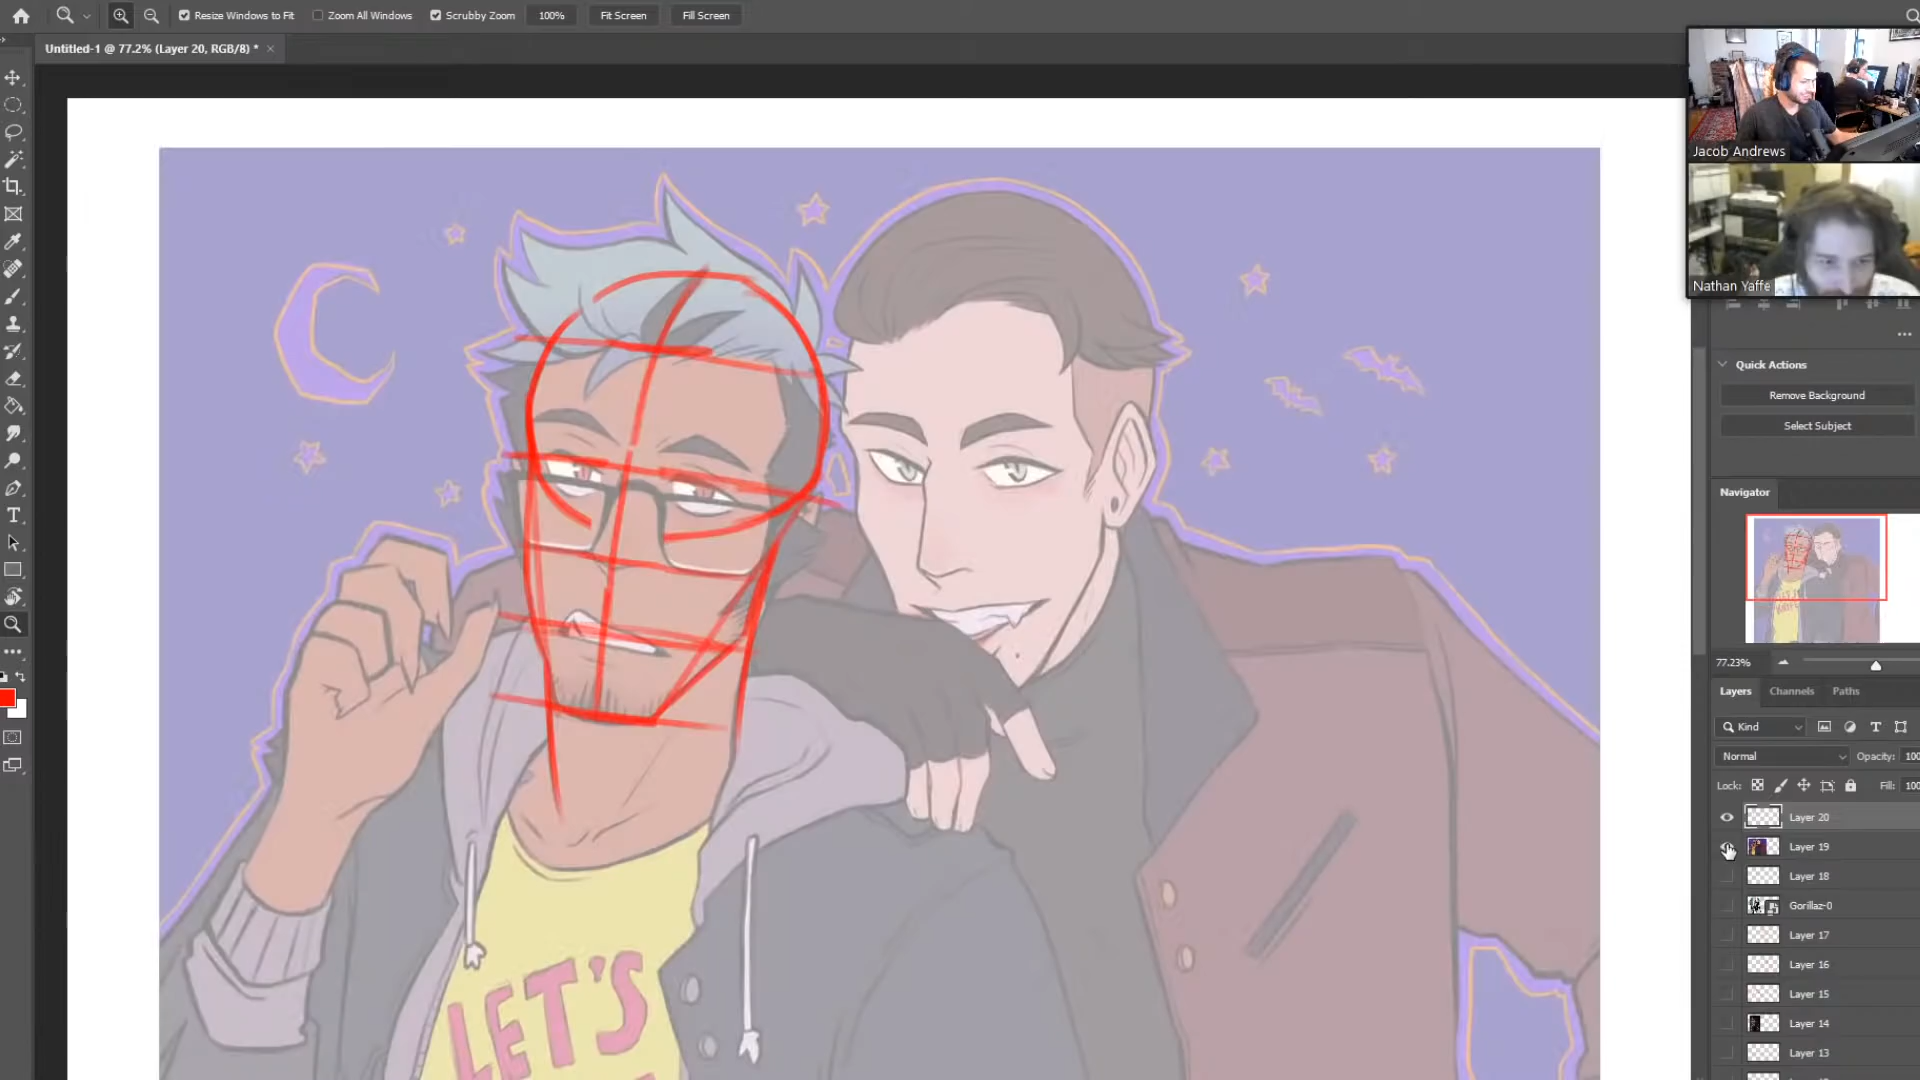 Resize Windows to Fit
Zoom All Windows
Scrubby Zoom
100%
Fit Screen
Fill Screen
Untitled-1 @ 77.2% (Layer 20, RGB/8) *
Jacob Andrews
Nathan Yaffe
Quick Actions
Remove Background
Select Subject
Navigator
77.23%
Layers
Channels
Paths
Kind
Normal
Opacity: 100
Lock:
Fill: 100
Layer 20
Layer 19
Layer 18
Gorillaz-0
Layer 17
Layer 16
Layer 15
Layer 14
Layer 13
LET'S